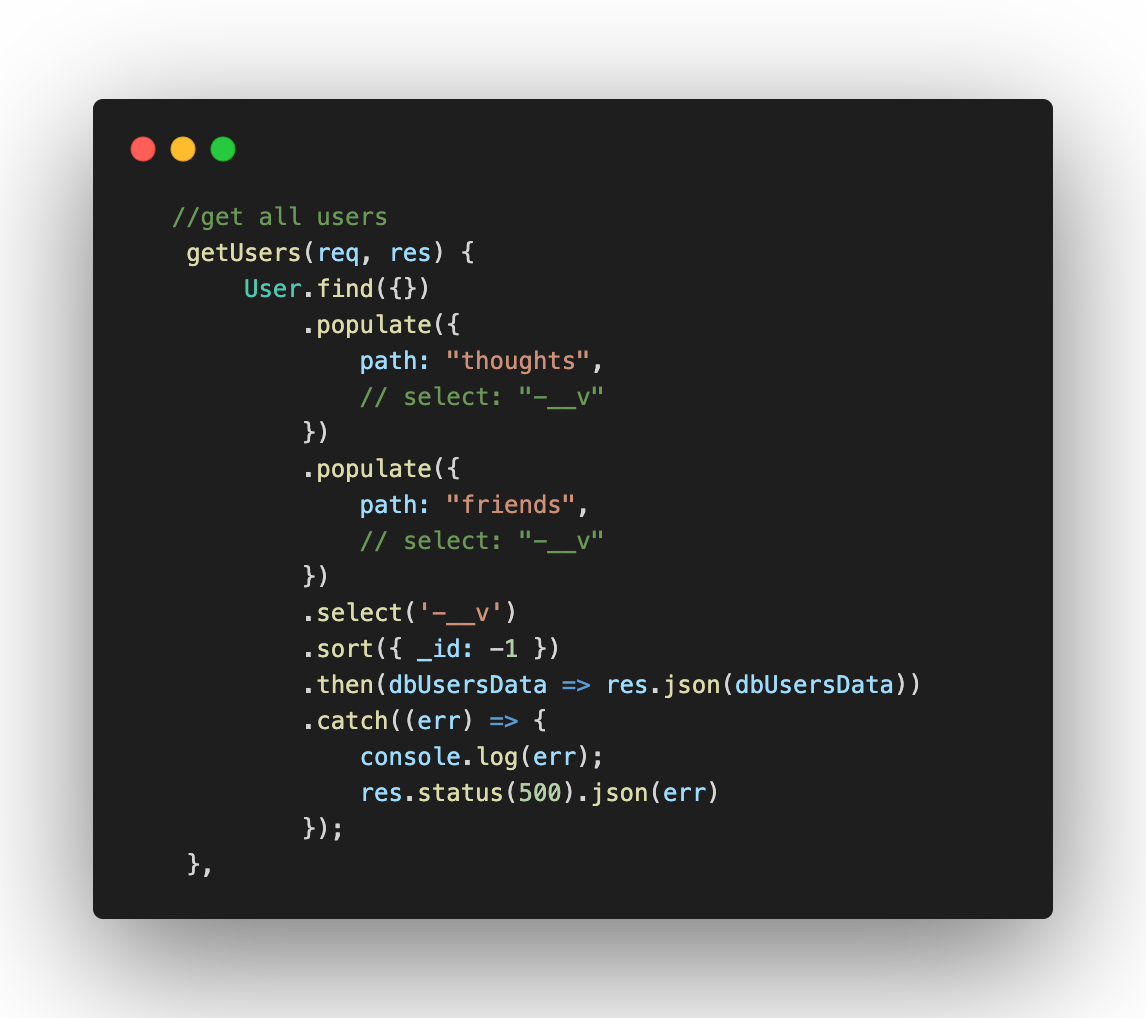 //get all users
getUsers(req, res) {
User.find({})
.populate({
path: "thoughts",
// select: "-__v"
})
.populate({
path: "friends",
// select: "-__v"
})
.select('-__v')
.sort({ _id: -1 })
.then(dbUsersData => res.json(dbUsersData))
.catch((err) => {
console.log(err);
res.status(500).json(err)
});
},